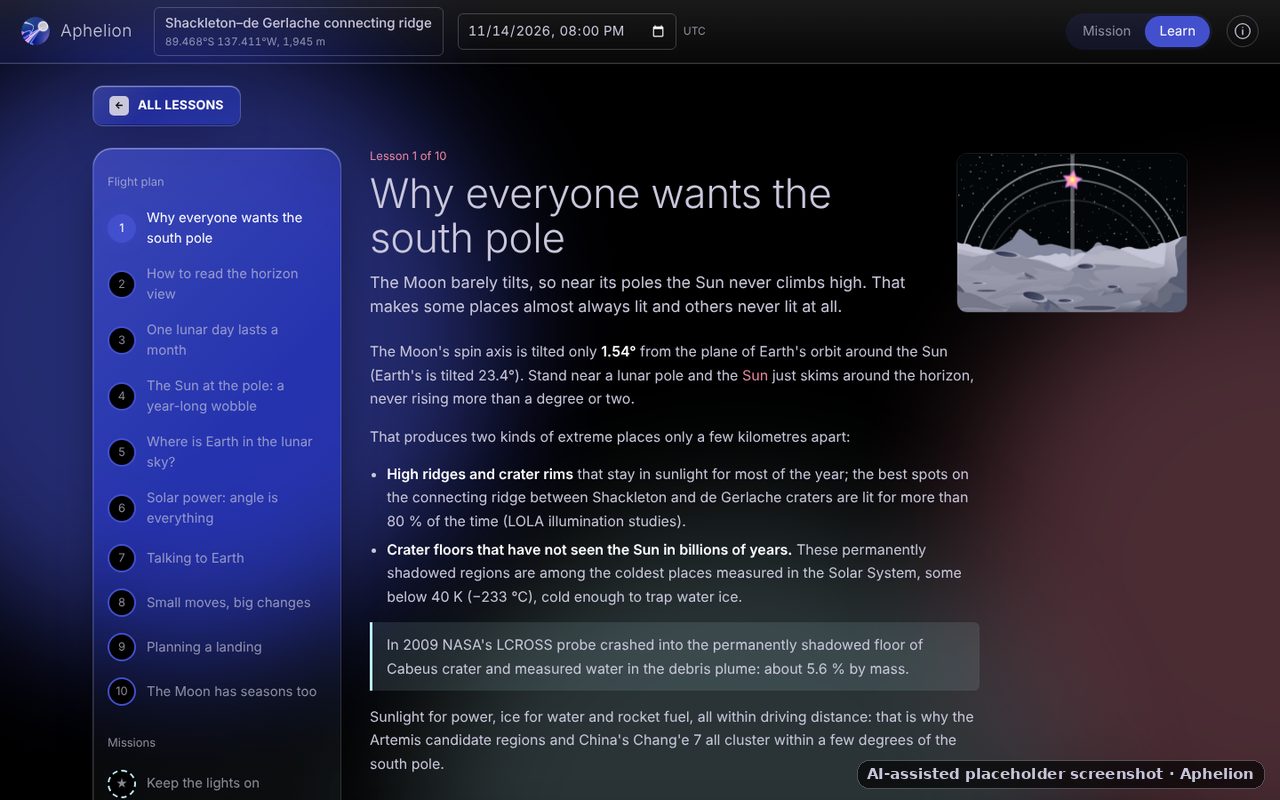 Aphelion
Shackleton–de Gerlache connecting ridge
89.468°S 137.411°W, 1,945 m
11/14/2026, 08:00 PM
UTC
Mission
Learn
ALL LESSONS
Flight plan
1
Why everyone wants the
south pole
2
How to read the horizon
view
3
One lunar day lasts a
month
4
The Sun at the pole: a
year-long wobble
5
Where is Earth in the lunar
sky?
6
Solar power: angle is
everything
7
Talking to Earth
8
Small moves, big changes
9
Planning a landing
10
The Moon has seasons too
Missions
Keep the lights on
Lesson 1 of 10
Why everyone wants the
south pole
The Moon barely tilts, so near its poles the Sun never climbs high. That
makes some places almost always lit and others never lit at all.
The Moon's spin axis is tilted only 1.54° from the plane of Earth's orbit around the Sun
(Earth's is tilted 23.4°). Stand near a lunar pole and the Sun just skims around the horizon,
never rising more than a degree or two.
That produces two kinds of extreme places only a few kilometres apart:
• High ridges and crater rims that stay in sunlight for most of the year; the best spots on
the connecting ridge between Shackleton and de Gerlache craters are lit for more than
80 % of the time (LOLA illumination studies).
• Crater floors that have not seen the Sun in billions of years. These permanently
shadowed regions are among the coldest places measured in the Solar System, some
below 40 K (−233 °C), cold enough to trap water ice.
In 2009 NASA's LCROSS probe crashed into the permanently shadowed floor of
Cabeus crater and measured water in the debris plume: about 5.6 % by mass.
Sunlight for power, ice for water and rocket fuel, all within driving distance: that is why the
Artemis candidate regions and China's Chang'e 7 all cluster within a few degrees of the
south pole.
AI-assisted placeholder screenshot · Aphelion